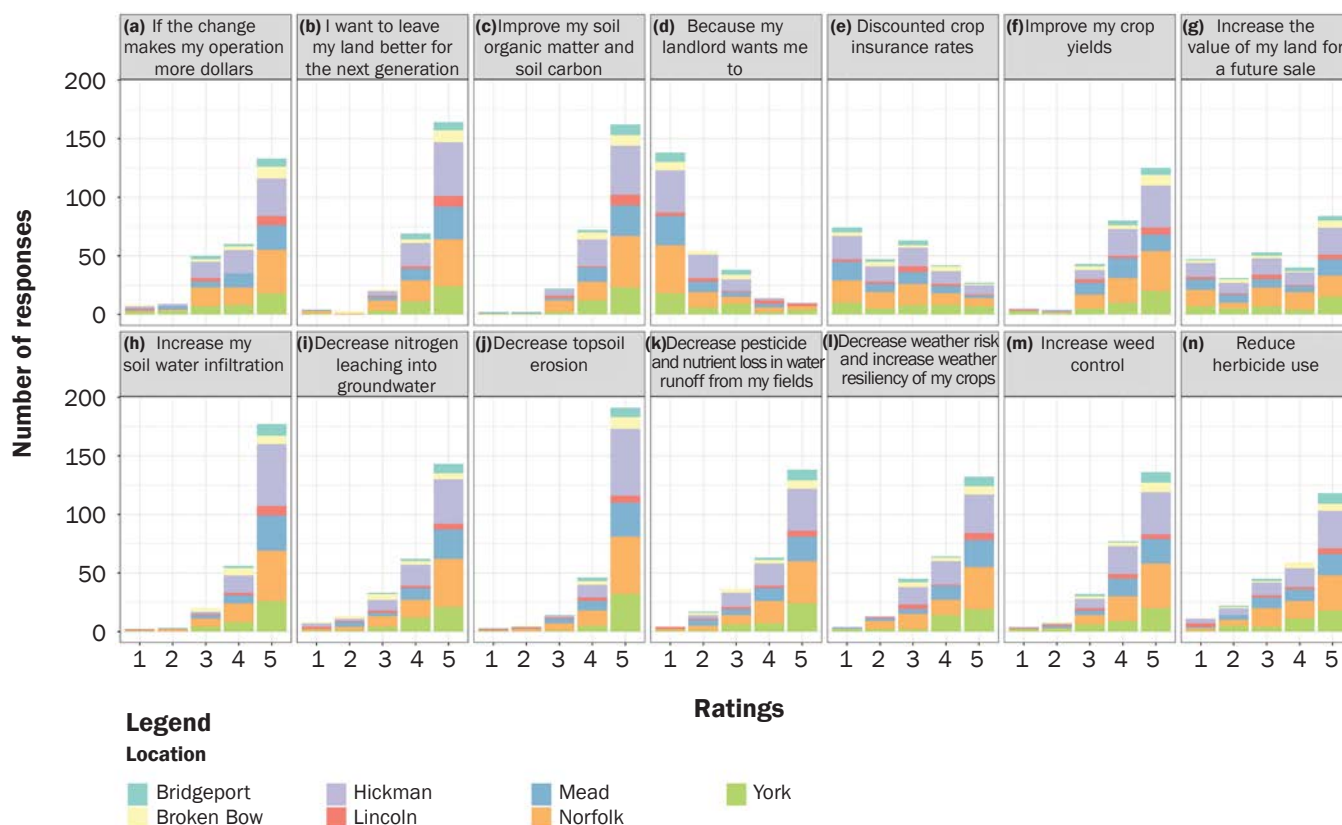 (a) If the change
makes my operation
more dollars
(b) I want to leave
my land better for
the next generation
(c)Improve my soil
organic matter and
soil carbon
(d) Because my
landlord wants me
to
(e) Discounted crop
insurance rates
(f)Improve my crop
yields
(g) Increase the
value of my land for
a future sale
200
150
100
50
0
(h) Increase my
soil water infiltration
(i)Decrease nitrogen
leaching into
groundwater
(j)Decrease topsoil
erosion
(k)Decrease pesticide
and nutrient loss in water
runoff from my fields
(l)Decrease weather risk
and increase weather
resiliency of my crops
(m) Increase weed
control
(n) Reduce
herbicide use
200
150
100
50
0
Number of responses
1 2 3 4 5 1 2 3 4 5 1 2 3 4 5 1 2 3 4 5 1 2 3 4 5 1 2 3 4 5 1 2 3 4 5
Ratings
Legend
Location
Bridgeport Hickman Mead York
Broken Bow Lincoln Norfolk